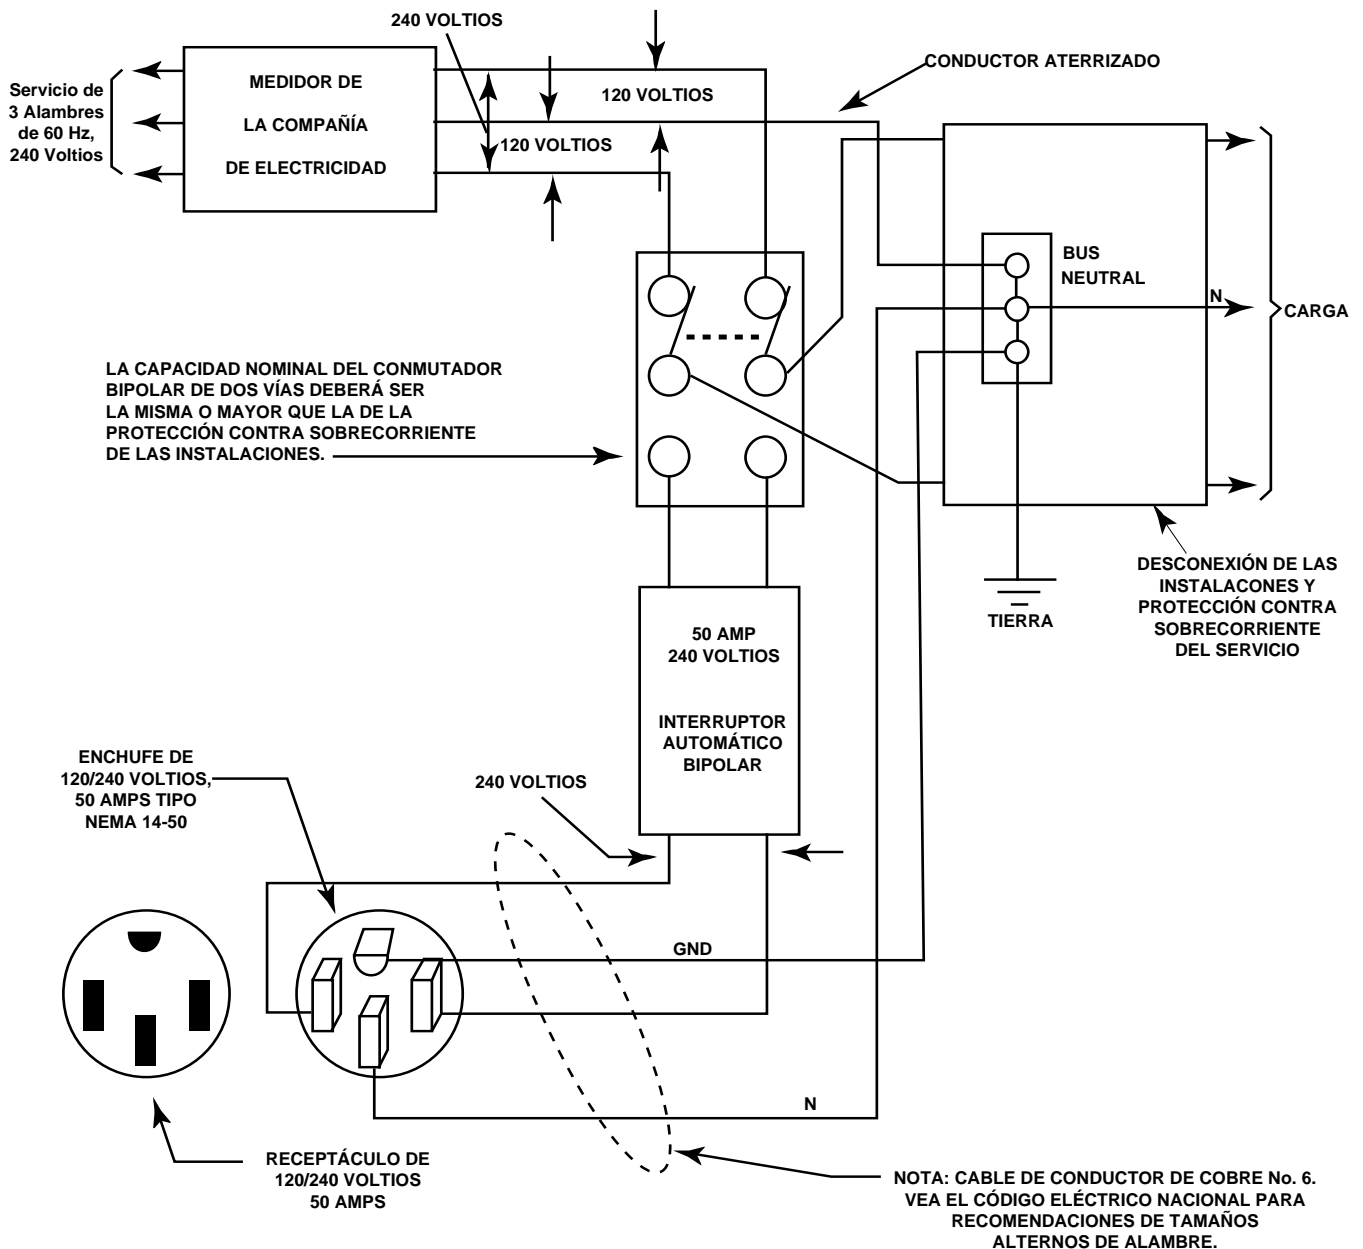 240 VOLTIOS
Servicio de
3 Alambres
de 60 Hz,
240 Voltios
MEDIDOR DE
LA COMPAÑÍA
DE ELECTRICIDAD
120 VOLTIOS
120 VOLTIOS
CONDUCTOR ATERRIZADO
BUS
NEUTRAL
N
CARGA
LA CAPACIDAD NOMINAL DEL CONMUTADOR
BIPOLAR DE DOS VÍAS DEBERÁ SER
LA MISMA O MAYOR QUE LA DE LA
PROTECCIÓN CONTRA SOBRECORRIENTE
DE LAS INSTALACIONES.
TIERRA
DESCONEXIÓN DE LAS
INSTALACONES Y
PROTECCIÓN CONTRA
SOBRECORRIENTE
DEL SERVICIO
50 AMP
240 VOLTIOS
INTERRUPTOR
AUTOMÁTICO
BIPOLAR
ENCHUFE DE
120/240 VOLTIOS,
50 AMPS TIPO
NEMA 14-50
240 VOLTIOS
GND
N
RECEPTÁCULO DE
120/240 VOLTIOS
50 AMPS
NOTA: CABLE DE CONDUCTOR DE COBRE No. 6.
VEA EL CÓDIGO ELÉCTRICO NACIONAL PARA
RECOMENDACIONES DE TAMAÑOS
ALTERNOS DE ALAMBRE.